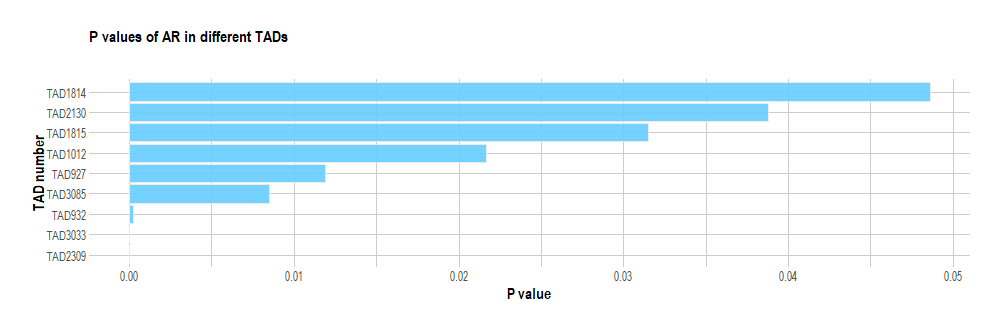 P values of AR in different TADs
TAD number
TAD1814
TAD2130
TAD1815
TAD1012
TAD927
TAD3085
TAD932
TAD3033
TAD2309
0.00 0.01 0.02 0.03 0.04 0.05
P value